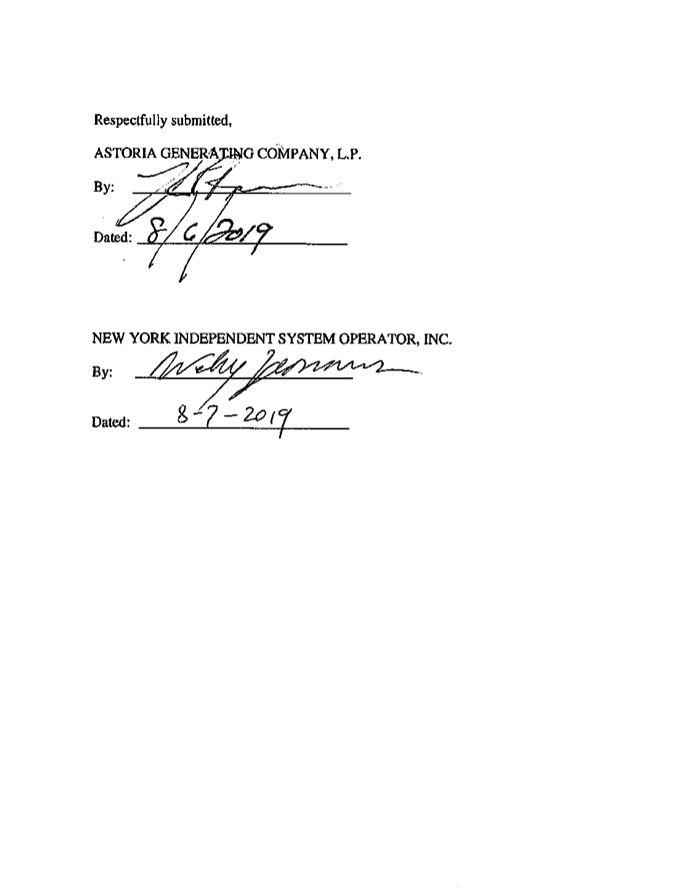 Respectfully submitted,
ASTORIA GENERATING COMPANY, L.P.
By:
Dated: 8/6/2019
NEW YORK INDEPENDENT SYSTEM OPERATOR, INC.
By:
Dated: 8-7-2019